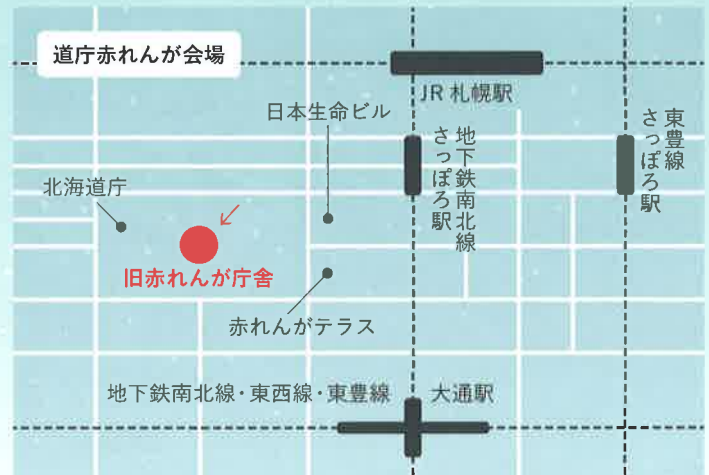 道庁赤れんが会場
JR 札幌駅
日本生命ビル
地下鉄南北線
さっぽろ駅
東豊線
さっぽろ駅
北海道庁
旧赤れんが庁舎
赤れんがテラス
地下鉄南北線・東西線・東豊線 大通駅